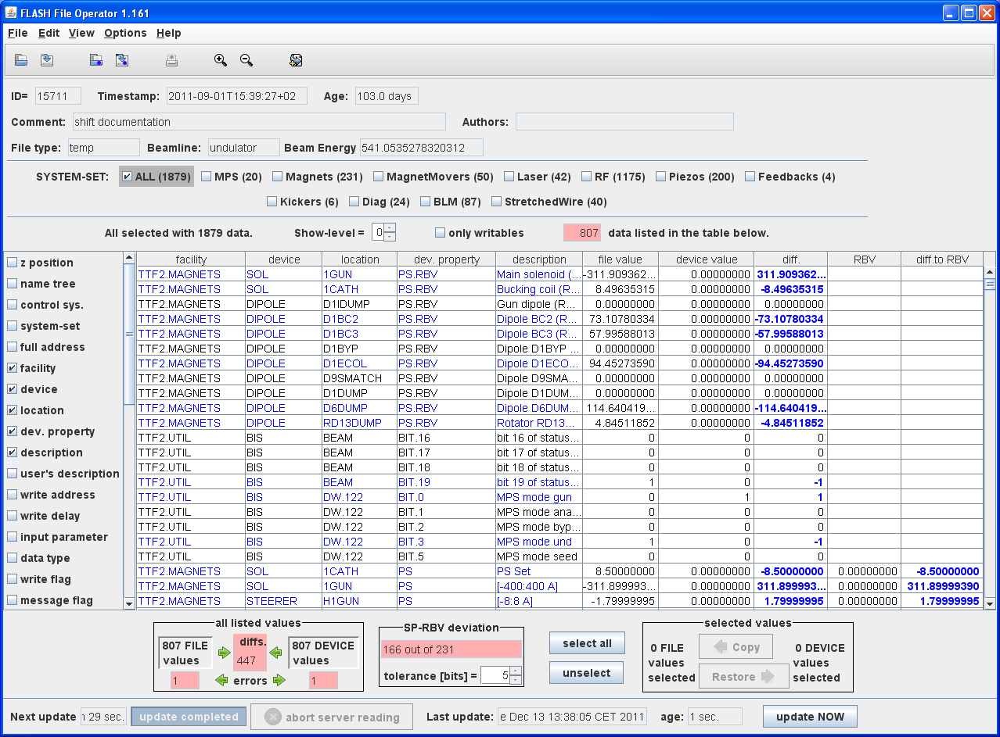 FLASH File Operator 1.161
File Edit View Options Help
ID= 15711 Timestamp: 2011-09-01T15:39:27+02 Age: 103.0 days
Comment: shift documentation Authors:
File type: temp Beamline: undulator Beam Energy 541.0535278320312
SYSTEM-SET: ALL (1879) MPS (20) Magnets (231) MagnetMovers (50) Laser (42) RF (1175) Piezos (200) Feedbacks (4)
Kickers (6) Diag (24) BLM (87) StretchedWire (40)
All selected with 1879 data. Show-level = 0 only writables 807 data listed in the table below.
z position
name tree
control sys.
system-set
full address
facility
device
location
dev. property
description
user's description
write address
write delay
input parameter
data type
write flag
message flag
facility device location dev. property description file value device value diff. RBV diff.to RBV
TTF2.MAGNETS SOL 1GUN PS.RBV Main solenoid (... -311.909362... 0.00000000 311.909362...
TTF2.MAGNETS SOL 1CATH PS.RBV Bucking coil (R... 8.49635315 0.00000000 -8.49635315
TTF2.MAGNETS DIPOLE D1IDUMP PS.RBV Gun dipole (R... 0.00000000 0.00000000 0.00000000
TTF2.MAGNETS DIPOLE D1BC2 PS.RBV Dipole BC2 (R... 73.10780334 0.00000000 -73.10780334
TTF2.MAGNETS DIPOLE D1BC3 PS.RBV Dipole BC3 (R... 57.99588013 0.00000000 -57.99588013
TTF2.MAGNETS DIPOLE D1BYP PS.RBV Dipole D1BYP ... 0.00000000 0.00000000 0.00000000
TTF2.MAGNETS DIPOLE D1ECOL PS.RBV Dipole D1ECO... 94.45273590 0.00000000 -94.45273590
TTF2.MAGNETS DIPOLE D9SMATCH PS.RBV Dipole D9SMA... 0.00000000 0.00000000 0.00000000
TTF2.MAGNETS DIPOLE D1DUMP PS.RBV Dipole D1DUM... 0.00000000 0.00000000 0.00000000
TTF2.MAGNETS DIPOLE D6DUMP PS.RBV Dipole D6DUM... 114.640419... 0.00000000 -114.640419...
TTF2.MAGNETS DIPOLE RD13DUMP PS.RBV Rotator RD13... 4.84511852 0.00000000 -4.84511852
TTF2.UTIL BIS BEAM BIT.16 bit 16 of status... 0 0 0
TTF2.UTIL BIS BEAM BIT.17 bit 17 of status... 0 0 0
TTF2.UTIL BIS BEAM BIT.18 bit 18 of status... 0 0 0
TTF2.UTIL BIS BEAM BIT.19 bit 19 of status... 1 0 -1
TTF2.UTIL BIS DW.122 BIT.0 MPS mode gun 0 1 1
TTF2.UTIL BIS DW.122 BIT.1 MPS mode ana... 0 0 0
TTF2.UTIL BIS DW.122 BIT.2 MPS mode byp... 0 0 0
TTF2.UTIL BIS DW.122 BIT.3 MPS mode und 1 0 -1
TTF2.UTIL BIS DW.122 BIT.5 MPS mode seed 0 0 0
TTF2.MAGNETS SOL 1CATH PS PS Set 8.50000000 0.00000000 -8.50000000 0.00000000 -8.50000000
TTF2.MAGNETS SOL 1GUN PS [-400:400 A] -311.899993... 0.00000000 311.899993... 0.00000000 311.89999390
TTF2.MAGNETS STEERER H1GUN PS [-8:8 A] -1.79999995 0.00000000 1.79999995 0.00000000 1.79999995
all listed values
807 FILE values
1
diffs.
447
errors
807 DEVICE values
1
SP-RBV deviation
166 out of 231
tolerance [bits] = 5
select all
unselect
selected values
0 FILE values selected
Copy
Restore
0 DEVICE values selected
Next update 29 sec. update completed abort server reading Last update: e Dec 13 13:38:05 CET 2011 age: 1 sec. update NOW